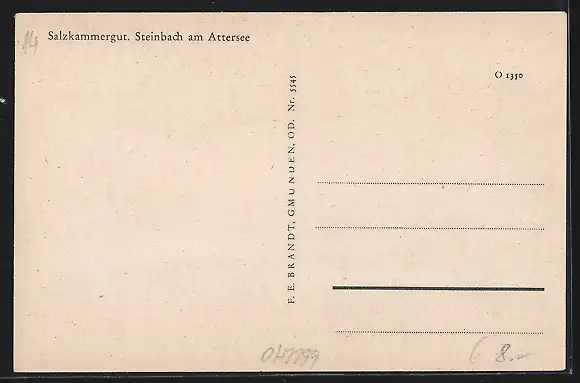 Salzkammergut. Steinbach am Attersee
O 1350
F. E. BRANDT, GMUNDEN, OD. Nr. 5545
8.-